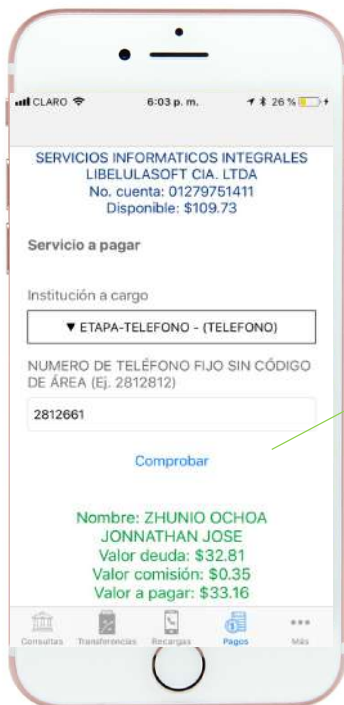 CLARO 6:03 p. m. 26 %
SERVICIOS INFORMATICOS INTEGRALES
LIBELULASOFT CIA. LTDA
No. cuenta: 01279751411
Disponible: $109.73
Servicio a pagar
Institución a cargo
▼ ETAPA-TELEFONO - (TELEFONO)
NUMERO DE TELÉFONO FIJO SIN CÓDIGO
DE ÁREA (Ej. 2812812)
2812661
Comprobar
Nombre: ZHUNIO OCHOA
JONNATHAN JOSE
Valor deuda: $32.81
Valor comisión: $0.35
Valor a pagar: $33.16
Consultas Transferencias Recargas Pagos Más